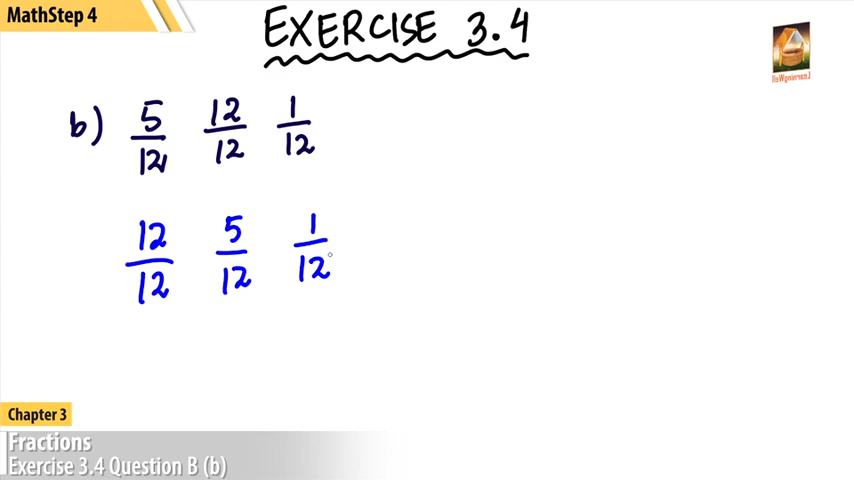 MathStep 4
EXERCISE 3.4
b) 5/12 12/12 1/12
12/12 5/12 1/12
Chapter 3
Fractions
Exercise 3.4 Question B (b)